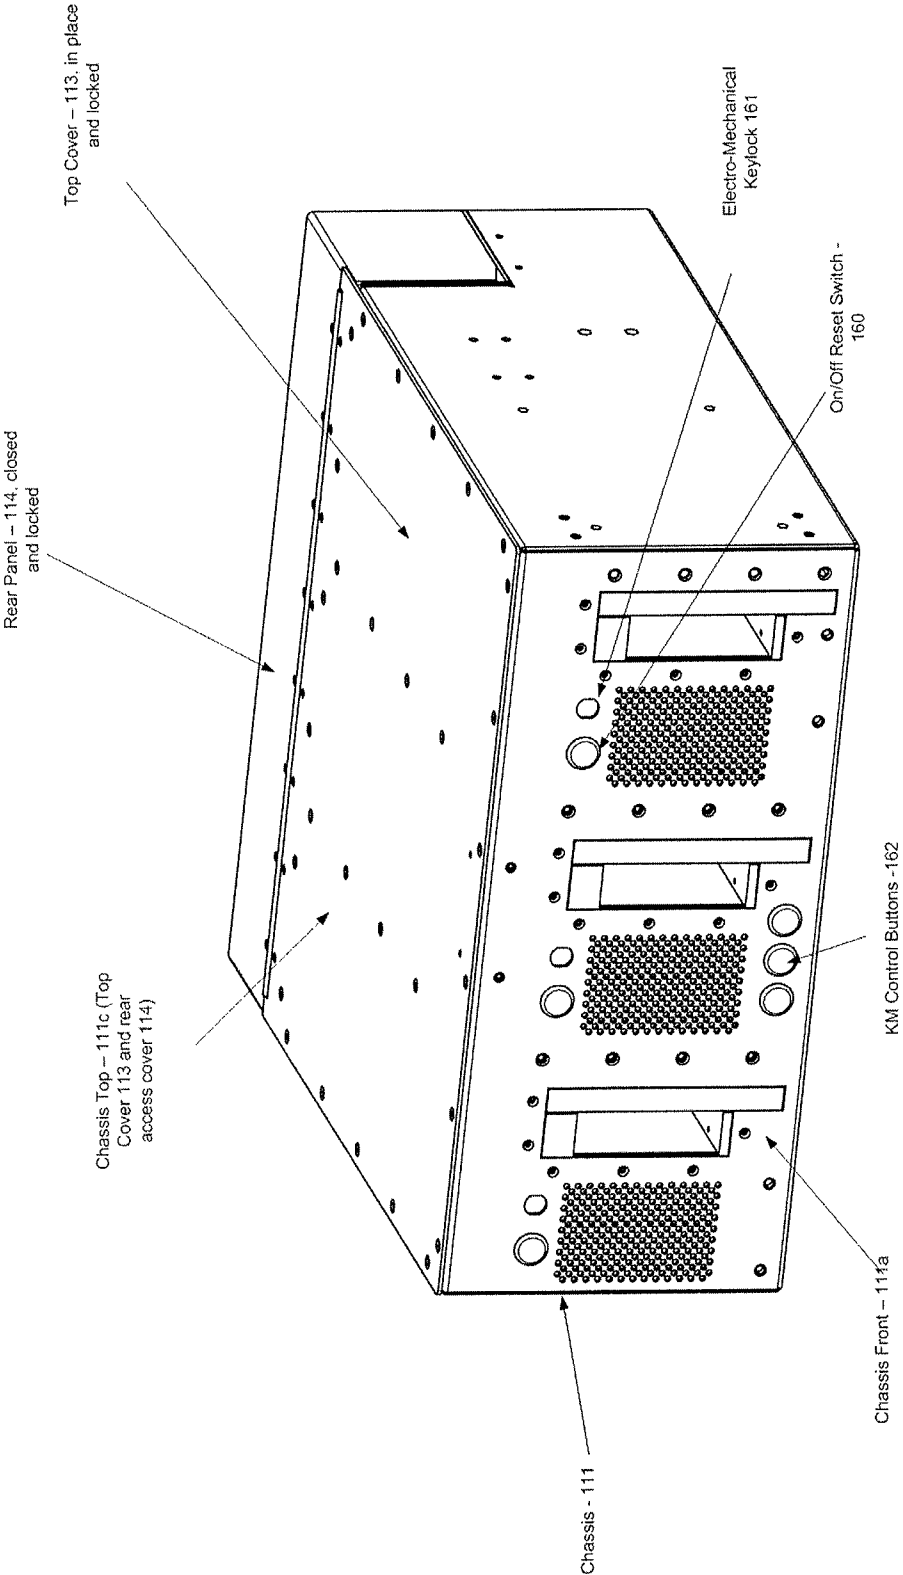 Top Cover – 113. in place
and locked
Rear Panel – 114. closed
and locked
Chassis Top – 111c (Top
Cover 113 and rear
access cover 114)
Electro-Mechanical
Keylock 161
On/Off Reset Switch -
160
KM Control Buttons -162
Chassis Front – 111a
Chassis - 111